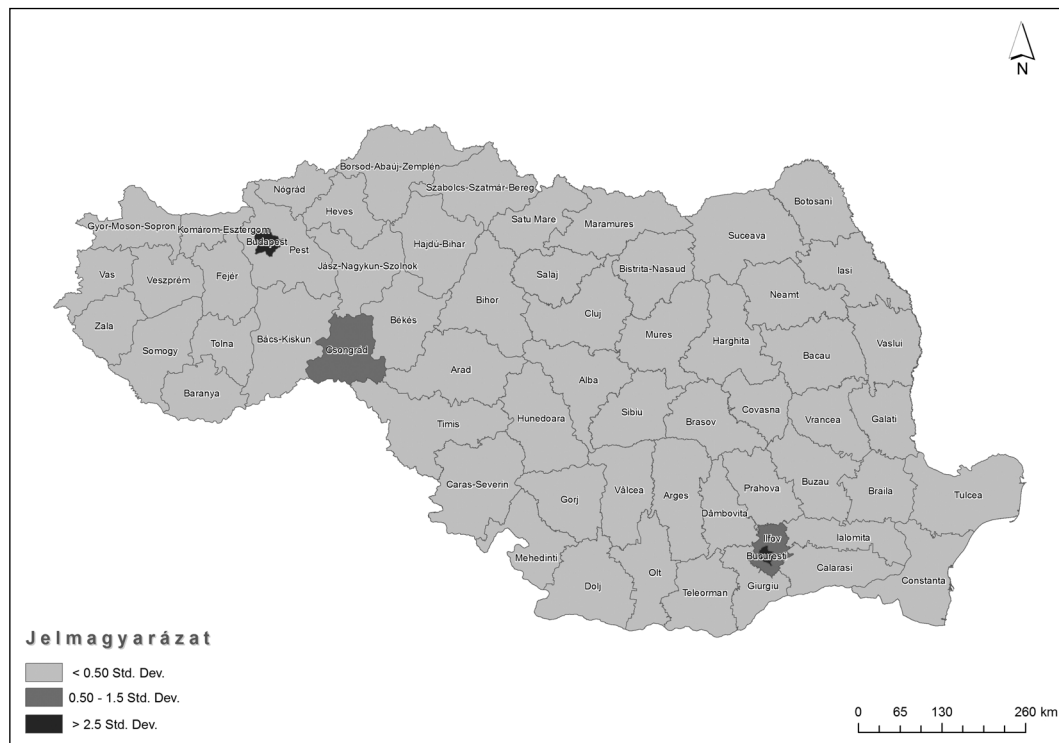 N
Borsod-Abaúj-Zemplén
Nógrád
Szabolcs-Szatmár-Bereg
Botosani
Heves
Satu Mare
Maramures
Gyor-Moson-Sopron
Komárom-Esztergom
Suceava
Budapest
Pest
Hajdú-Bihar
Jász-Nagykun-Szolnok
Salaj
Bistrita-Nasaud
Iasi
Vas
Veszprém
Fejér
Neamt
Bihor
Cluj
Békés
Mures
Harghita
Zala
Somogy
Tolna
Bács-Kiskun
Csongrád
Bacau
Vaslui
Arad
Alba
Baranya
Covasna
Sibiu
Brasov
Vrancea
Galati
Timis
Hunedoara
Caras-Severin
Gorj
Vâlcea
Arges
Prahova
Buzau
Braila
Tulcea
Dâmbovita
Ilfov
Ialomita
Bucuresti
Mehedinti
Calarasi
Constanta
Dolj
Olt
Teleorman
Giurgiu
Jelmagyarázat
< 0.50 Std. Dev.
0.50 - 1.5 Std. Dev.
> 2.5 Std. Dev.
0 65 130 260 km